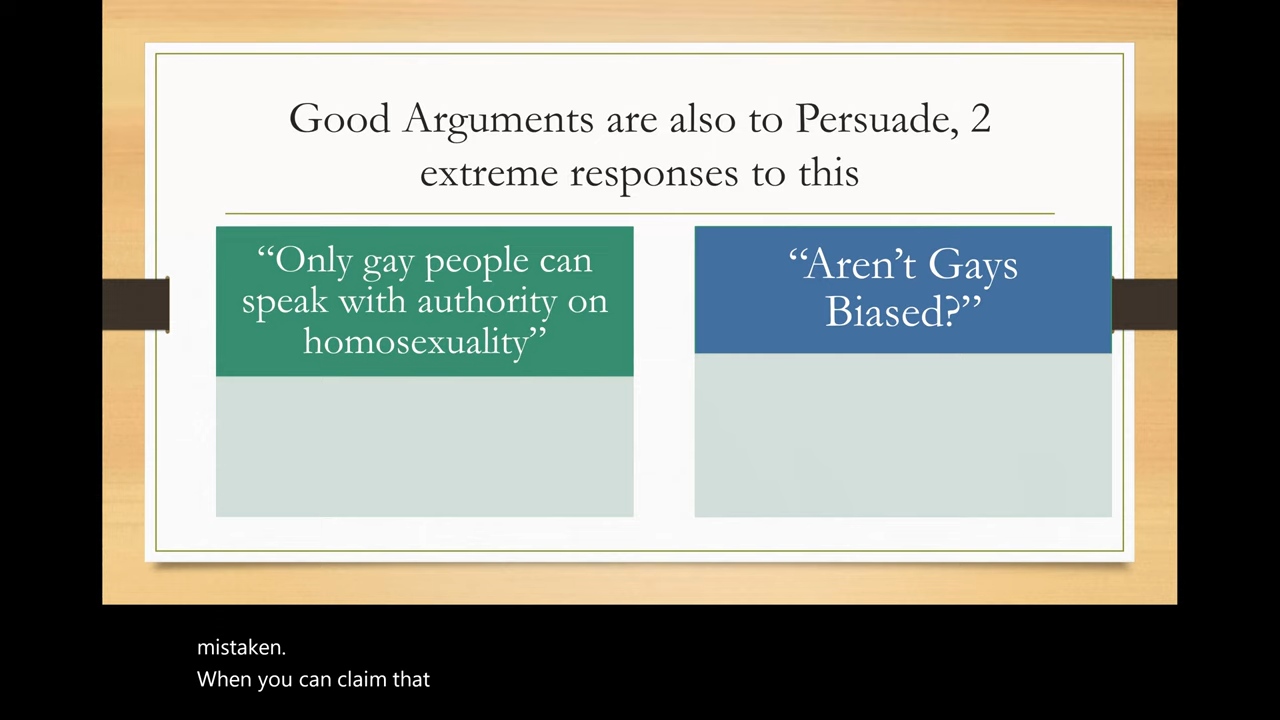 Good Arguments are also to Persuade, 2
extreme responses to this
“Only gay people can
speak with authority on
homosexuality”
“Aren’t Gays
Biased?”
mistaken.
When you can claim that